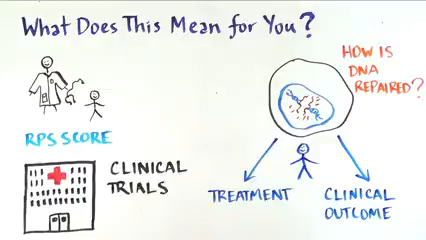 What Does This Mean for You?
HOW IS
DNA
REPAIRED?
RPS SCORE
CLINICAL
TRIALS
TREATMENT
CLINICAL
OUTCOME